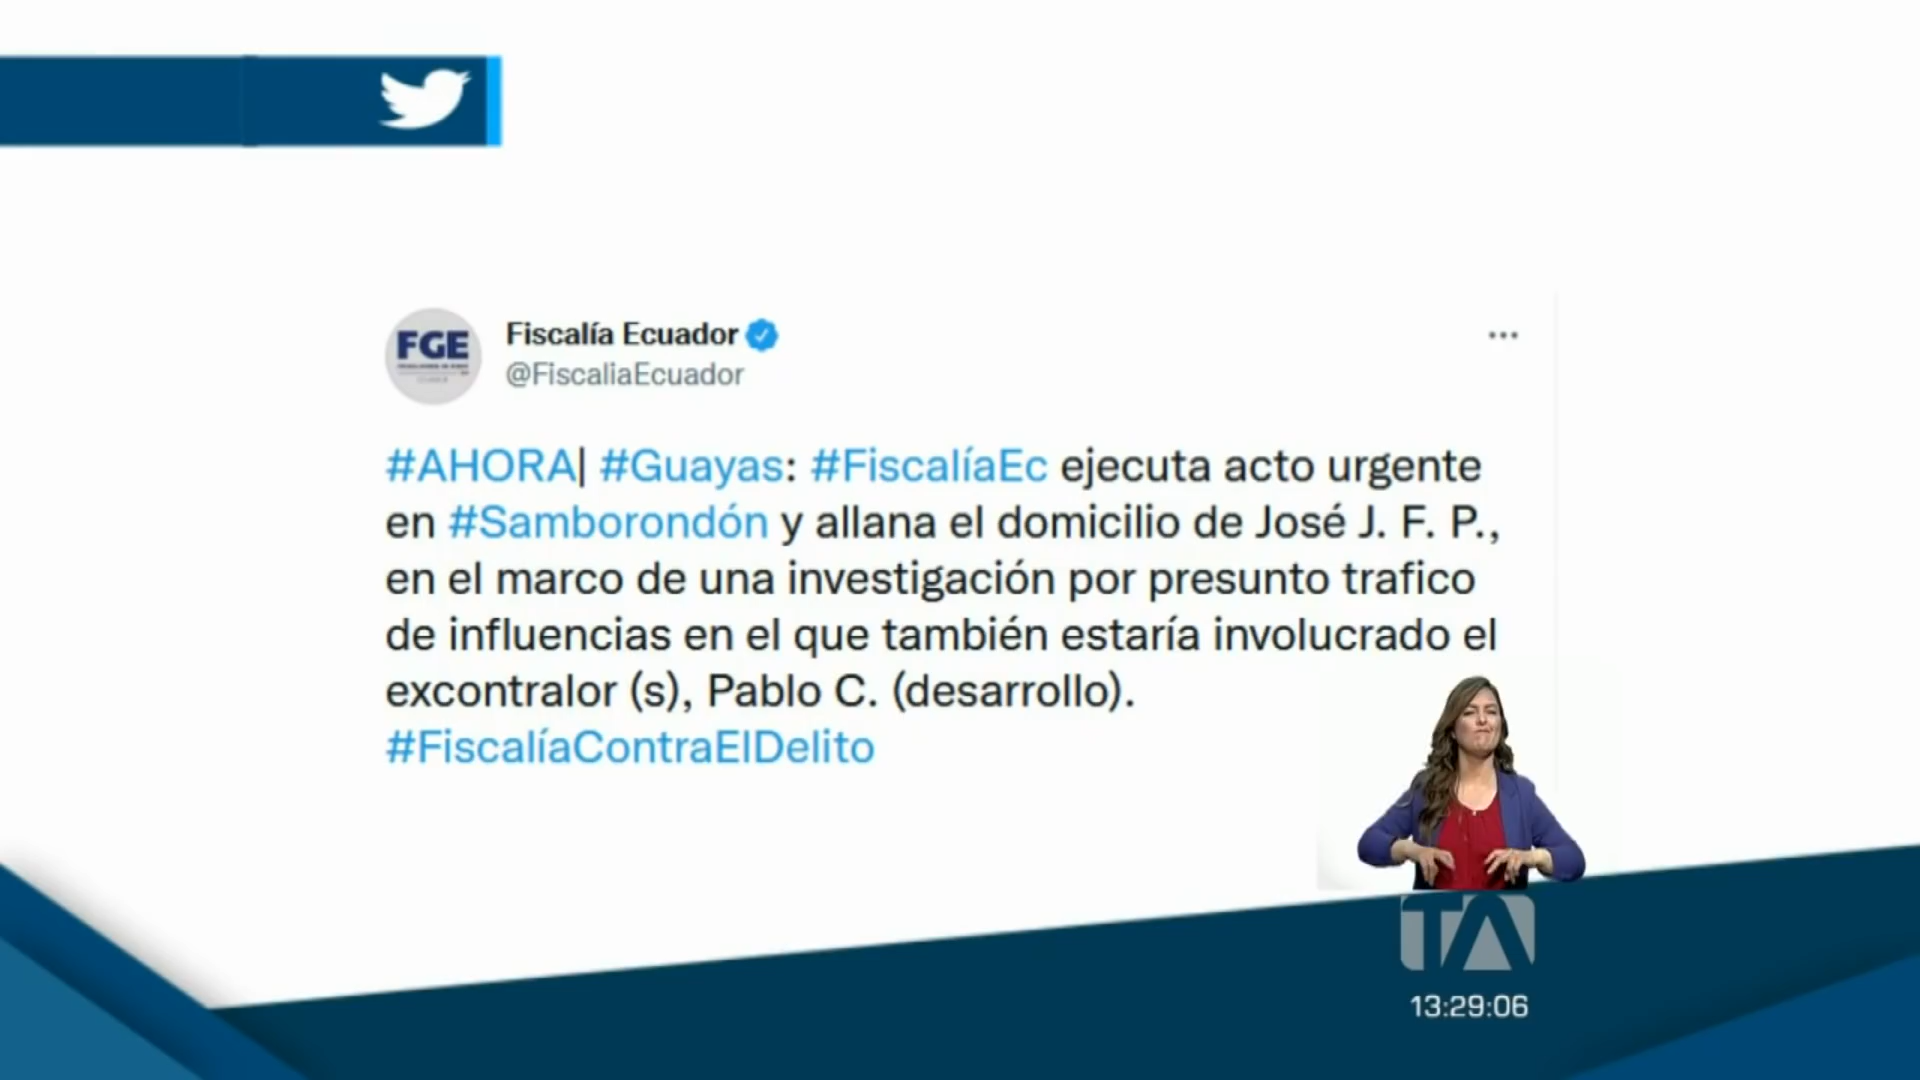 FGE
Fiscalía Ecuador
@FiscaliaEcuador
#AHORA| #Guayas: #FiscalíaEc ejecuta acto urgente
en #Samborondón y allana el domicilio de José J. F. P.,
en el marco de una investigación por presunto trafico
de influencias en el que también estaría involucrado el
excontralor (s), Pablo C. (desarrollo).
#FiscalíaContraElDelito
TA
13:29:06